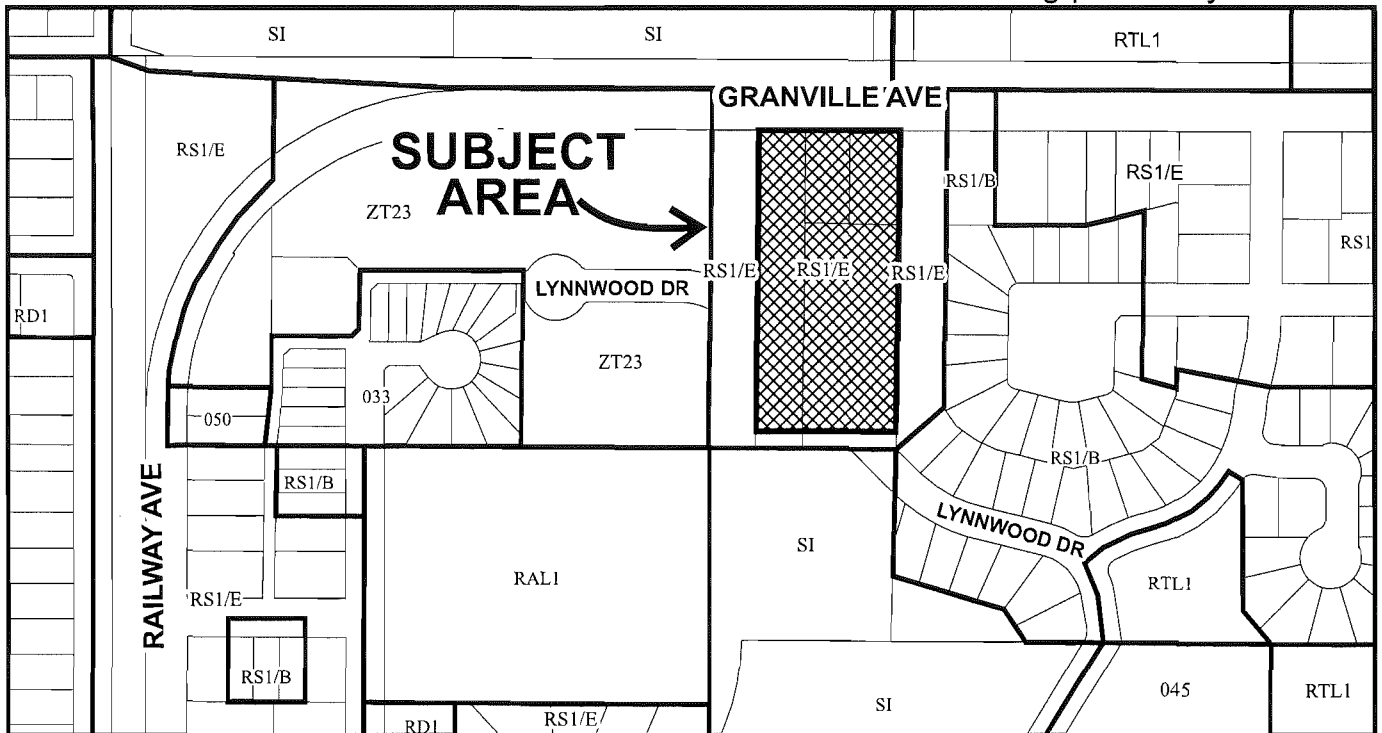 SI
SI
RTL1
GRANVILLE AVE
RS1/E
SUBJECT
AREA
ZT23
RS1/B
RS1/E
RS1
RS1/E
RS1/E
RS1/E
LYNNWOOD DR
RD1
ZT23
033
050
RS1/B
RS1/B
RAILWAY AVE
LYNNWOOD DR
SI
RAL1
RTL1
RS1/E
RS1/B
045
RTL1
SI
RD1
RS1/E